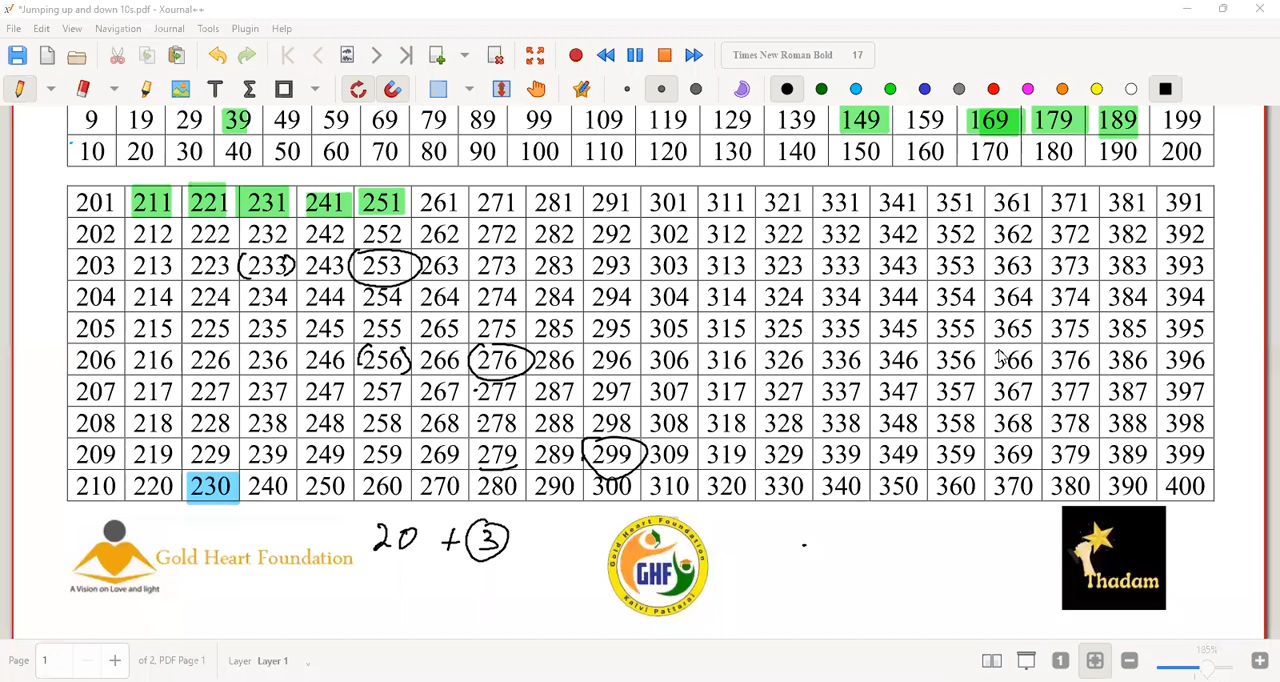 *Jumping up and down 10s.pdf - Xournal++
File Edit View Navigation Journal Tools Plugin Help
Times New Roman Bold 17
9 19 29 39 49 59 69 79 89 99 109 119 129 139 149 159 169 179 189 199
10 20 30 40 50 60 70 80 90 100 110 120 130 140 150 160 170 180 190 200
201 211 221 231 241 251 261 271 281 291 301 311 321 331 341 351 361 371 381 391
202 212 222 232 242 252 262 272 282 292 302 312 322 332 342 352 362 372 382 392
203 213 223 (233) 243 253 263 273 283 293 303 313 323 333 343 353 363 373 383 393
204 214 224 234 244 254 264 274 284 294 304 314 324 334 344 354 364 374 384 394
205 215 225 235 245 255 265 275 285 295 305 315 325 335 345 355 365 375 385 395
206 216 226 236 246 (256) 266 276 286 296 306 316 326 336 346 356 366 376 386 396
207 217 227 237 247 257 267 277 287 297 307 317 327 337 347 357 367 377 387 397
208 218 228 238 248 258 268 278 288 298 308 318 328 338 348 358 368 378 388 398
209 219 229 239 249 259 269 279 289 299 309 319 329 339 349 359 369 379 389 399
210 220 230 240 250 260 270 280 290 300 310 320 330 340 350 360 370 380 390 400
20 + 3
Gold Heart Foundation
A Vision on Love and light
Gold Heart Foundation
GHF
Kalvi Pattarai
Thadam
Page 1 of 2, PDF Page 1 Layer Layer 1
185%